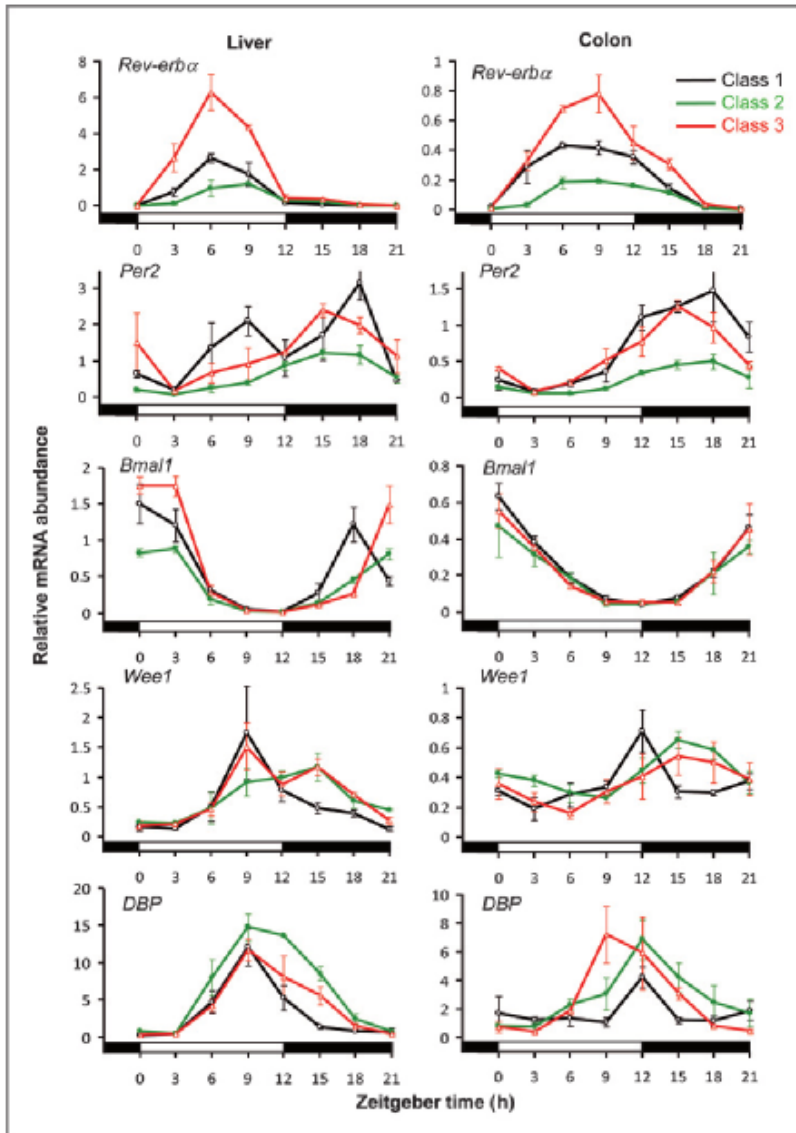 Liver Colon
Rev-erbα Rev-erbα
Class 1
Class 2
Class 3
8 1
6 0.8
0.6
4 0.4
2 0.2
0 0
0 3 6 9 12 15 18 21 0 3 6 9 12 15 18 21
Per2 Per2
3 1.5
2 1
1 0.5
0 0
0 3 6 9 12 15 18 21 0 3 6 9 12 15 18 21
Relative mRNA abundance
Bmal1 Bmal1
2 0.8
1.5 0.6
1 0.4
0.5 0.2
0 0
0 3 6 9 12 15 18 21 0 3 6 9 12 15 18 21
Wee1 Wee1
2.5 1
2 0.8
1.5 0.6
1 0.4
0.5 0.2
0 0
0 3 6 9 12 15 18 21 0 3 6 9 12 15 18 21
DBP DBP
20 10
15 8
10 6
5 4
0 2
0
0 3 6 9 12 15 18 21 0 3 6 9 12 15 18 21
Zeitgeber time (h)